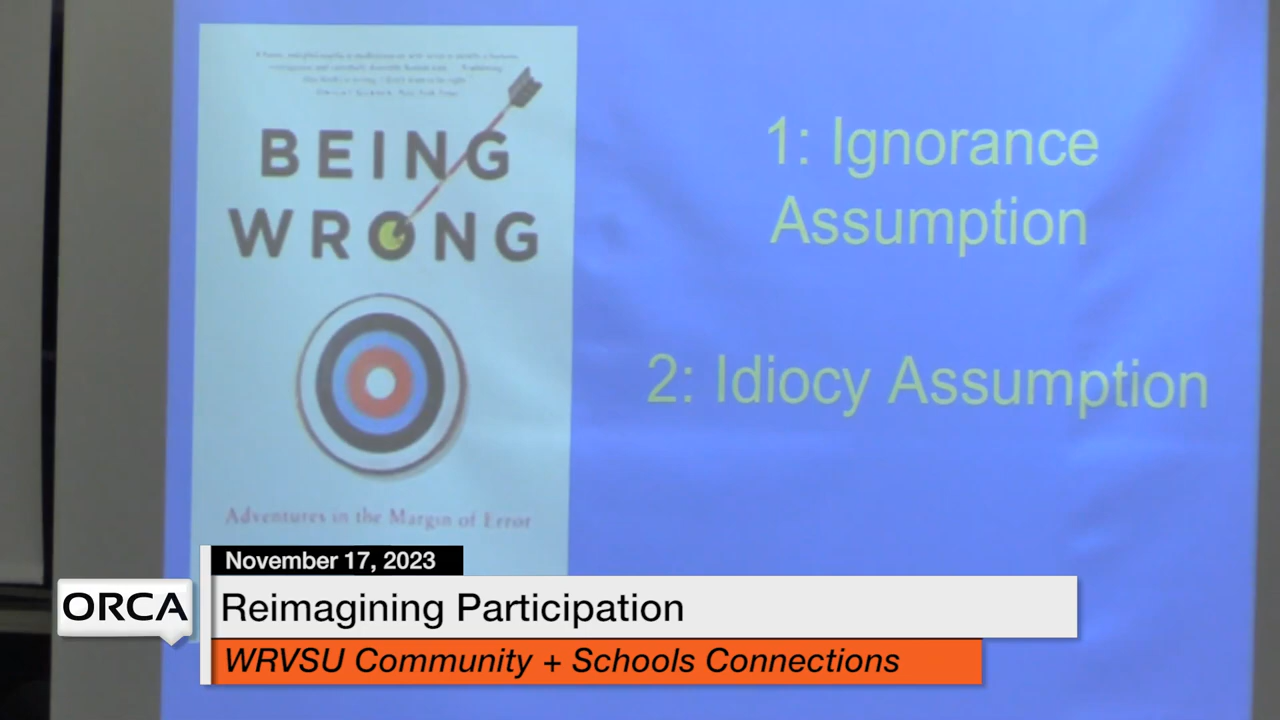 BEING
WRONG
Adventures in the Margin of Error
1: Ignorance
Assumption
2: Idiocy Assumption
November 17, 2023
ORCA
Reimagining Participation
WRVSU Community + Schools Connections